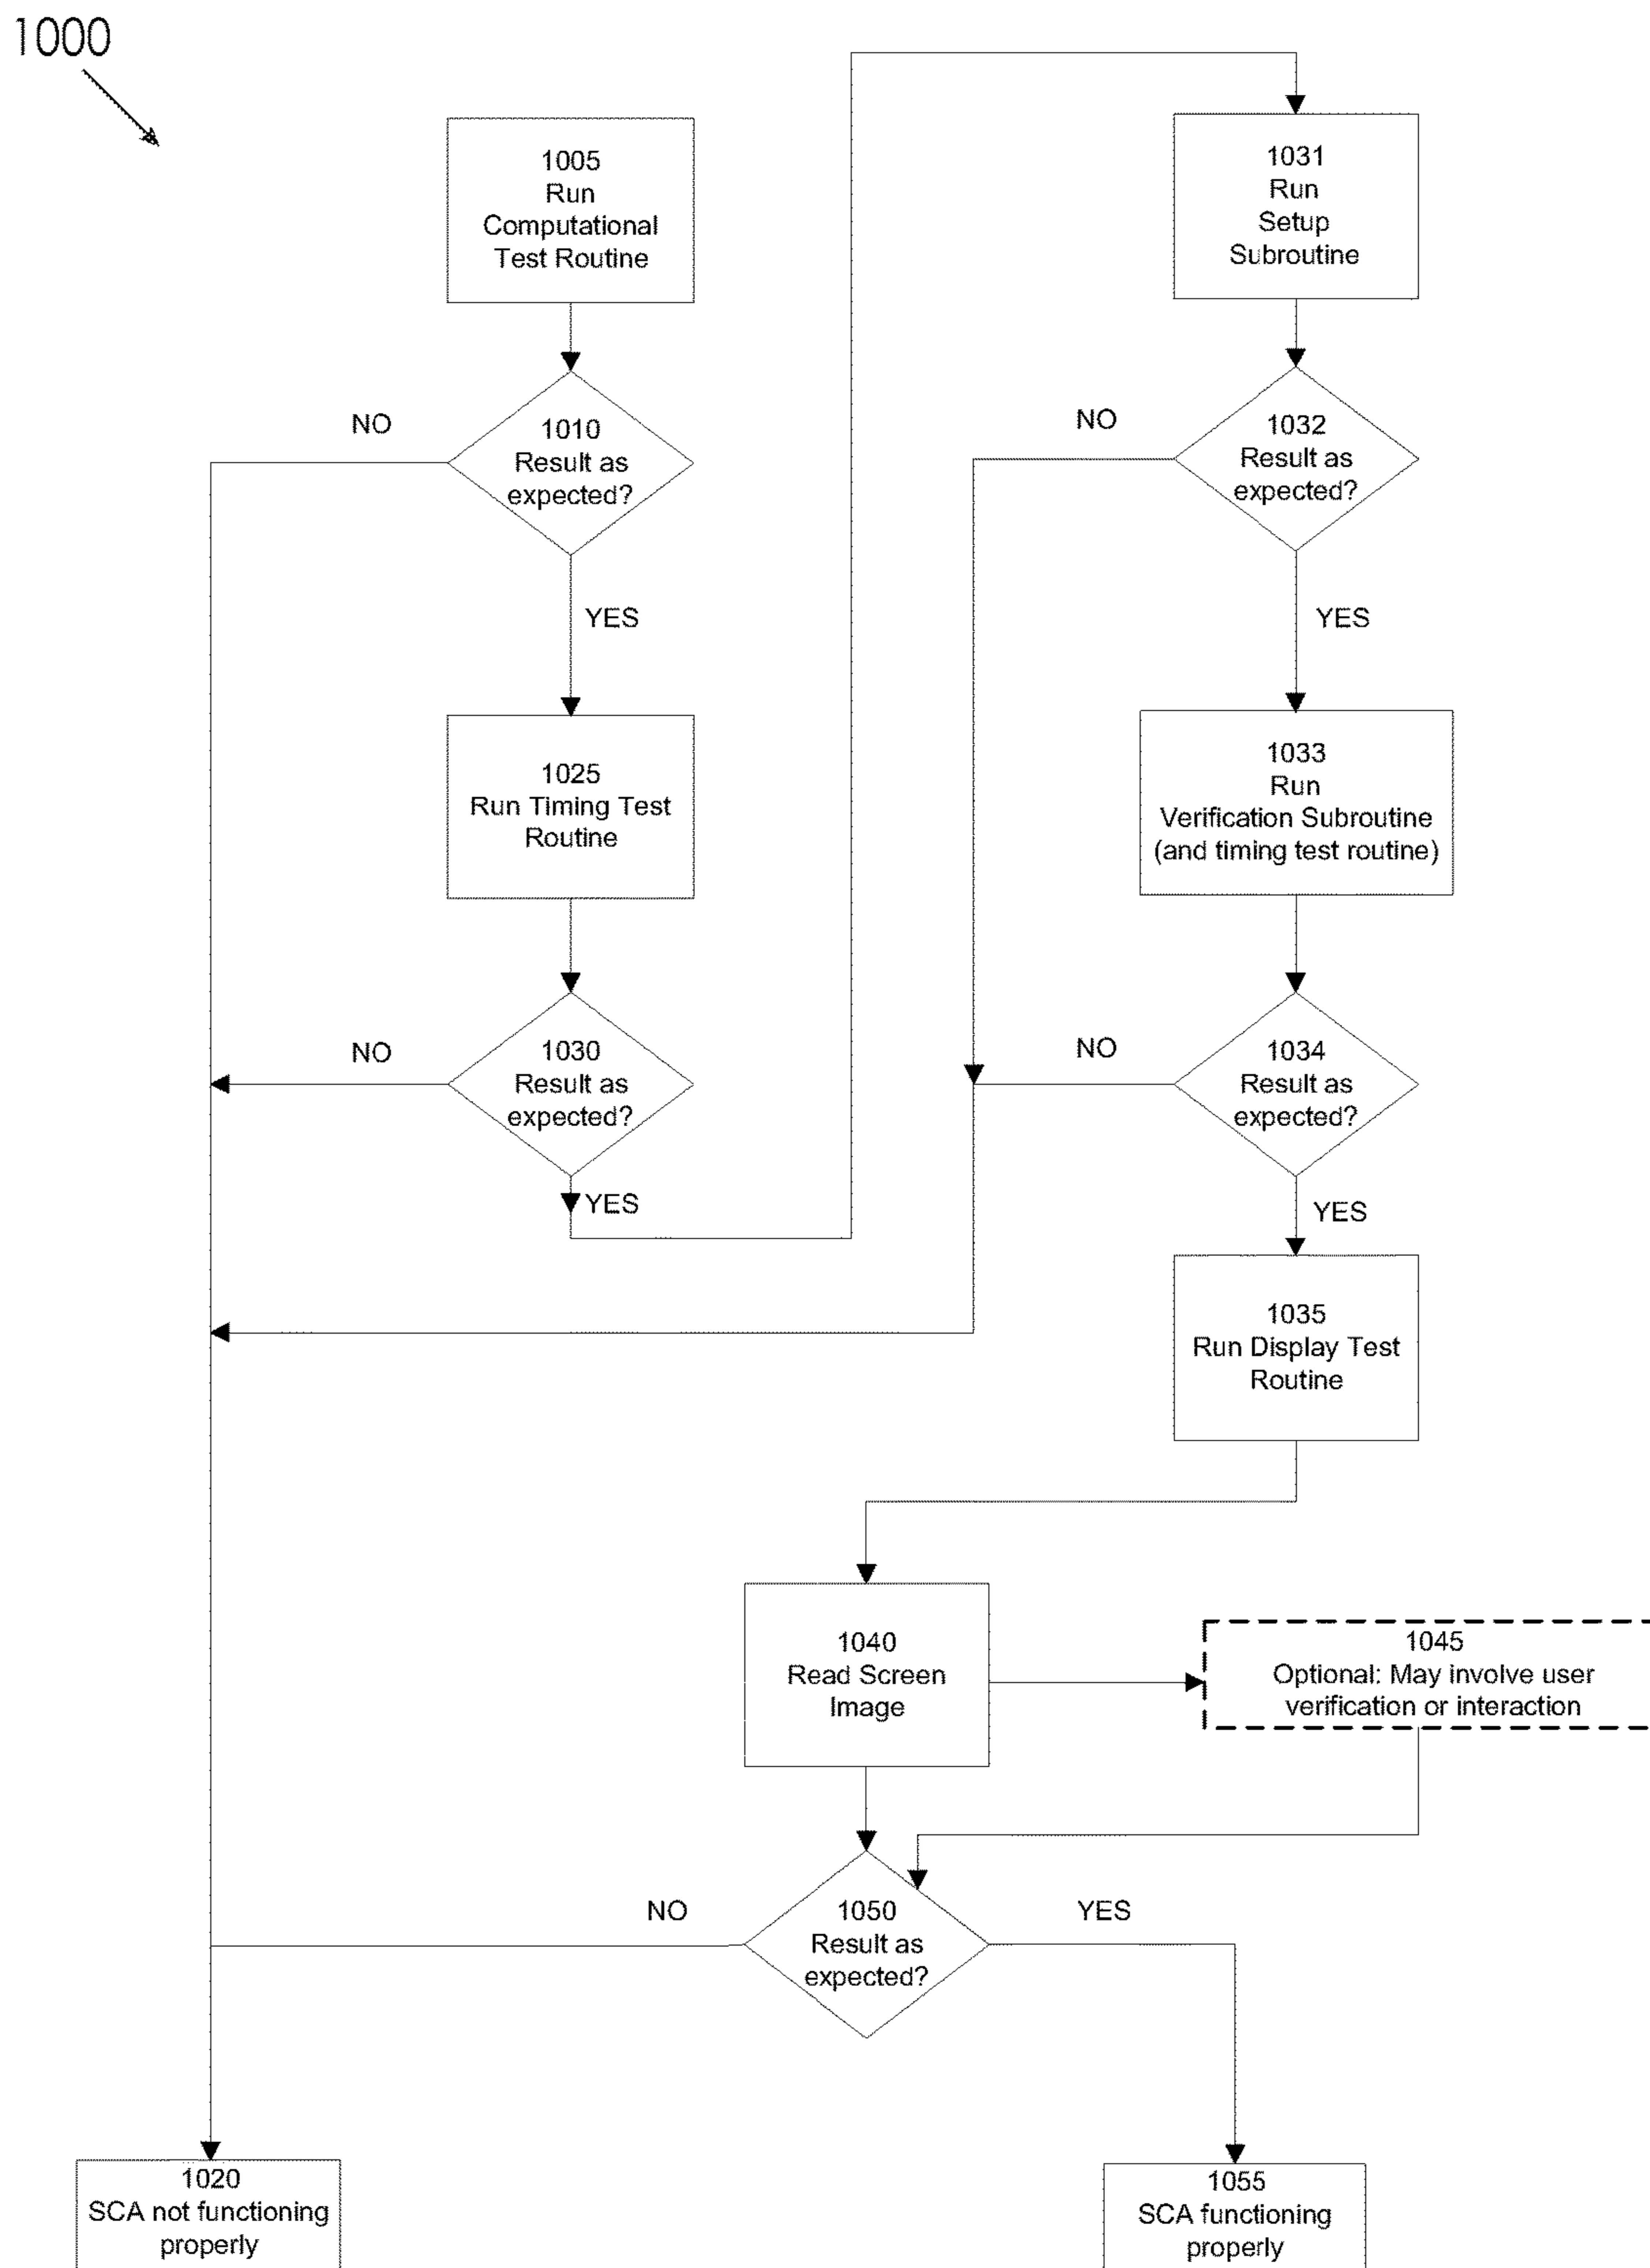 1000
1005
Run
Computational
Test Routine
NO
1010
Result as
expected?
YES
1025
Run Timing Test
Routine
NO
1030
Result as
expected?
YES
1031
Run
Setup
Subroutine
NO
1032
Result as
expected?
YES
1033
Run
Verification Subroutine
(and timing test routine)
NO
1034
Result as
expected?
YES
1035
Run Display Test
Routine
1040
Read Screen
Image
1045
Optional: May involve user
verification or interaction
NO
1050
Result as
expected?
YES
1020
SCA not functioning
properly
1055
SCA functioning
properly